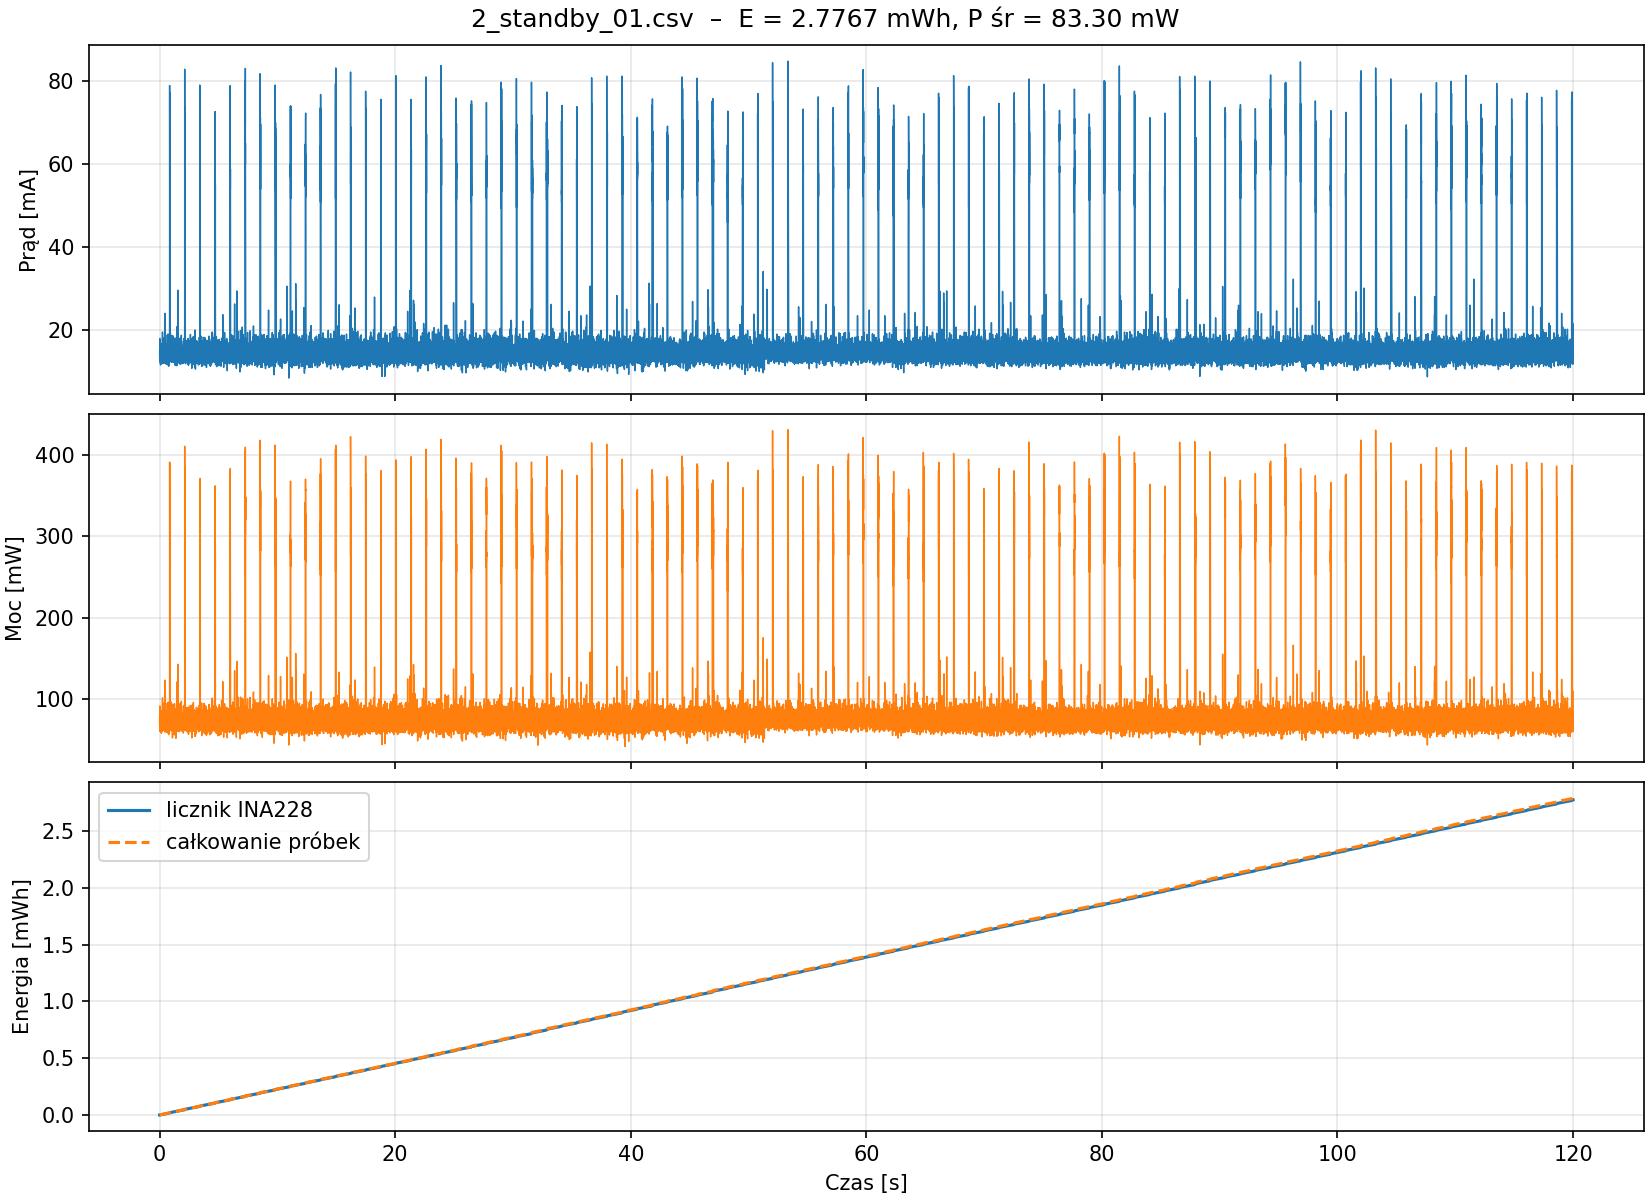 2_standby_01.csv – E = 2.7767 mWh, P śr = 83.30 mW
80
60
40
20
Prąd [mA]
400
300
200
100
Moc [mW]
licznik INA228
całkowanie próbek
2.5
2.0
1.5
1.0
0.5
0.0
Energia [mWh]
0 20 40 60 80 100 120
Czas [s]